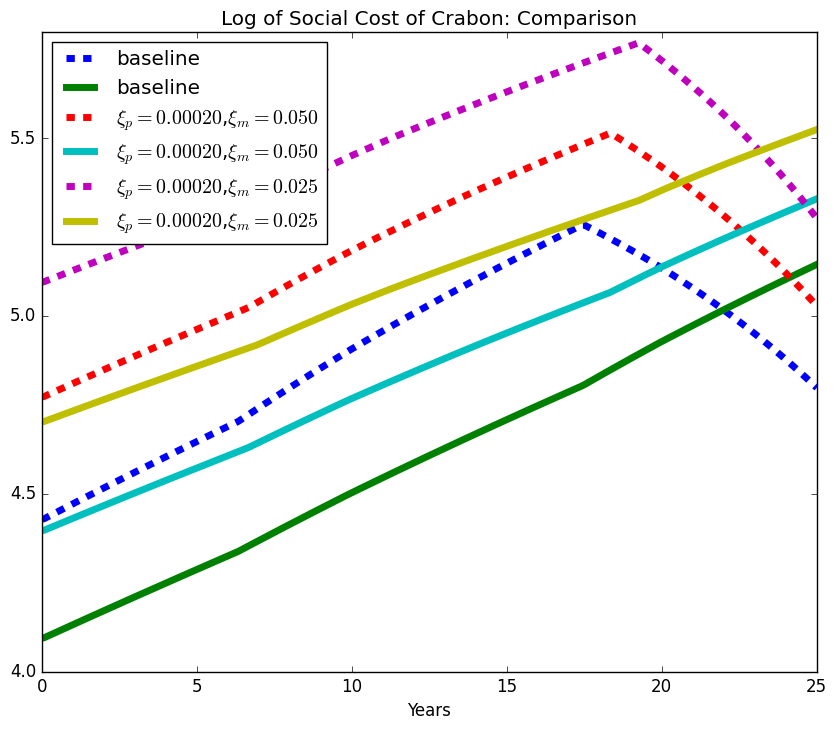 Log of Social Cost of Crabon: Comparison
baseline
baseline
ξₚ = 0.00020,ξₘ = 0.050
ξₚ = 0.00020,ξₘ = 0.050
ξₚ = 0.00020,ξₘ = 0.025
ξₚ = 0.00020,ξₘ = 0.025
5.5
5.0
4.5
4.0
0 5 10 15 20 25
Years